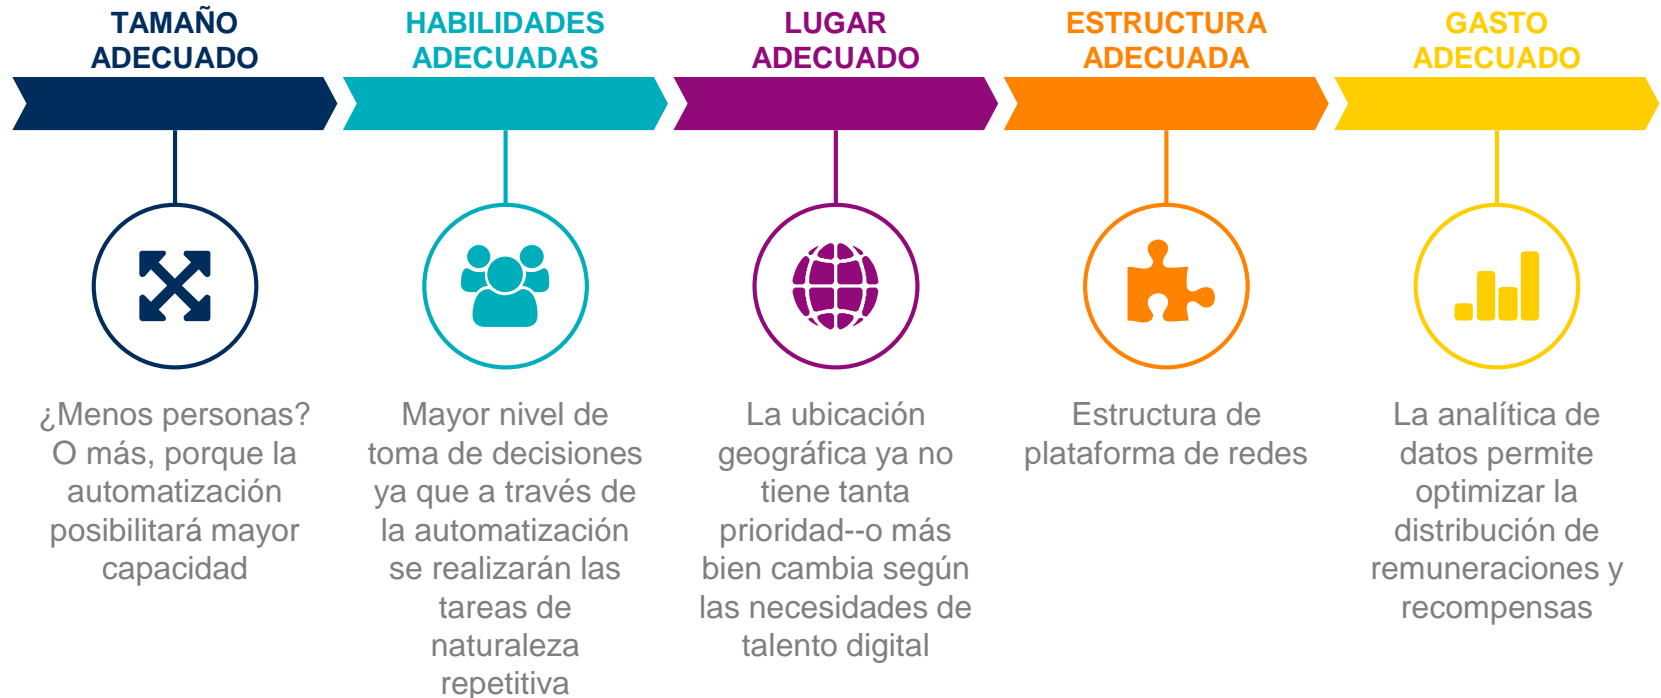 TAMAÑO
ADECUADO
HABILIDADES
ADECUADAS
LUGAR
ADECUADO
ESTRUCTURA
ADECUADA
GASTO
ADECUADO
¿Menos personas?
O más, porque la
automatización
posibilitará mayor
capacidad
Mayor nivel de
toma de decisiones
ya que a través de
la automatización
se realizarán las
tareas de
naturaleza
repetitiva
La ubicación
geográfica ya no
tiene tanta
prioridad--o más
bien cambia según
las necesidades de
talento digital
Estructura de
plataforma de redes
La analítica de
datos permite
optimizar la
distribución de
remuneraciones y
recompensas